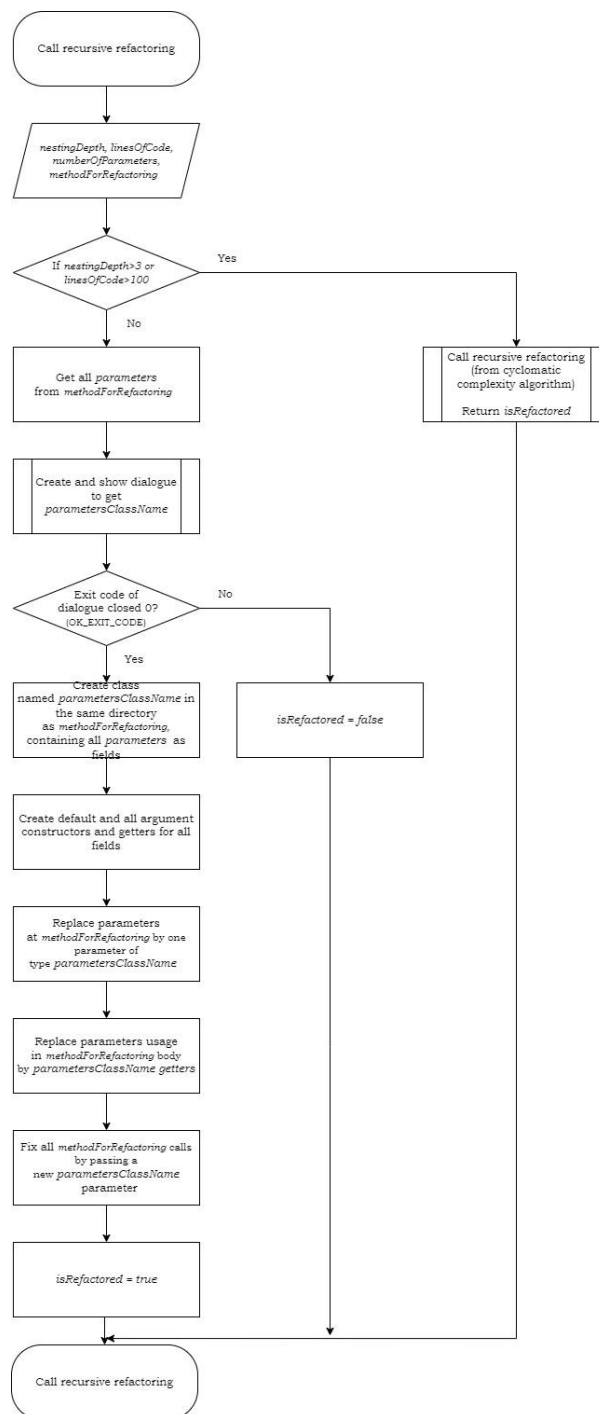 Call recursive refactoring
nestingDepth, linesOfCode,
numberOfParameters,
methodForRefactoring
If nestingDepth>3 or
linesOfCode>100
Yes
No
Get all parameters
from methodForRefactoring
Call recursive refactoring
(from cyclomatic
complexity algorithm)
Return isRefactored
Create and show dialogue
to get
parametersClassName
Exit code of
dialogue closed 0?
(OK_EXIT_CODE)
No
Yes
Create class
named parametersClassName in
the same directory
as methodForRefactoring,
containing all parameters as
fields
isRefactored = false
Create default and all argument
constructors and getters for all
fields
Replace parameters
at methodForRefactoring by one
parameter of
type parametersClassName
Replace parameters usage
in methodForRefactoring body
by parametersClassName getters
Fix all methodForRefactoring calls
by passing a
new parametersClassName
parameter
isRefactored = true
Call recursive refactoring